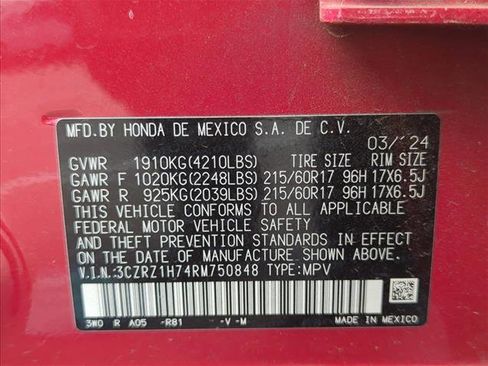 MFD.BY HONDA DE MEXICO S.A. DE C.V.
03/'24
GVWR 1910KG(4210LBS) TIRE SIZE RIM SIZE
GAWR F 1020KG(2248LBS) 215/60R17 96H 17X6.5J
GAWR R 925KG(2039LBS) 215/60R17 96H 17X6.5J
THIS VEHICLE CONFORMS TO ALL APPLICABLE
FEDERAL MOTOR VEHICLE SAFETY
AND THEFT PREVENTION STANDARDS IN EFFECT
ON THE DATE OF MANUFACTURE SHOWN ABOVE.
V.I.N.:3CZRZ1H74RM750848 TYPE:MPV
3W0 R A05 -R81 -V -M MADE IN MEXICO